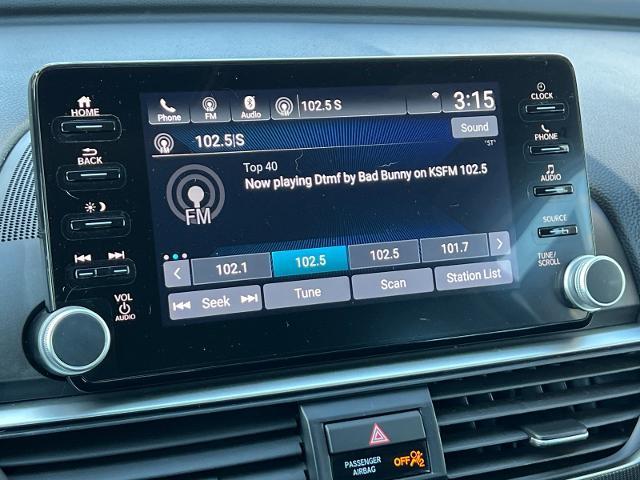 HOME
BACK
VOL
AUDIO
Phone
FM
Audio
102.5 S
3:15
102.5|S
Sound
"ST"
Top 40
Now playing Dtmf by Bad Bunny on KSFM 102.5
FM
102.1
102.5
102.5
101.7
Seek
Tune
Scan
Station List
CLOCK
PHONE
AUDIO
SOURCE
TUNE/
SCROLL
PASSENGER
AIRBAG
OFF
2